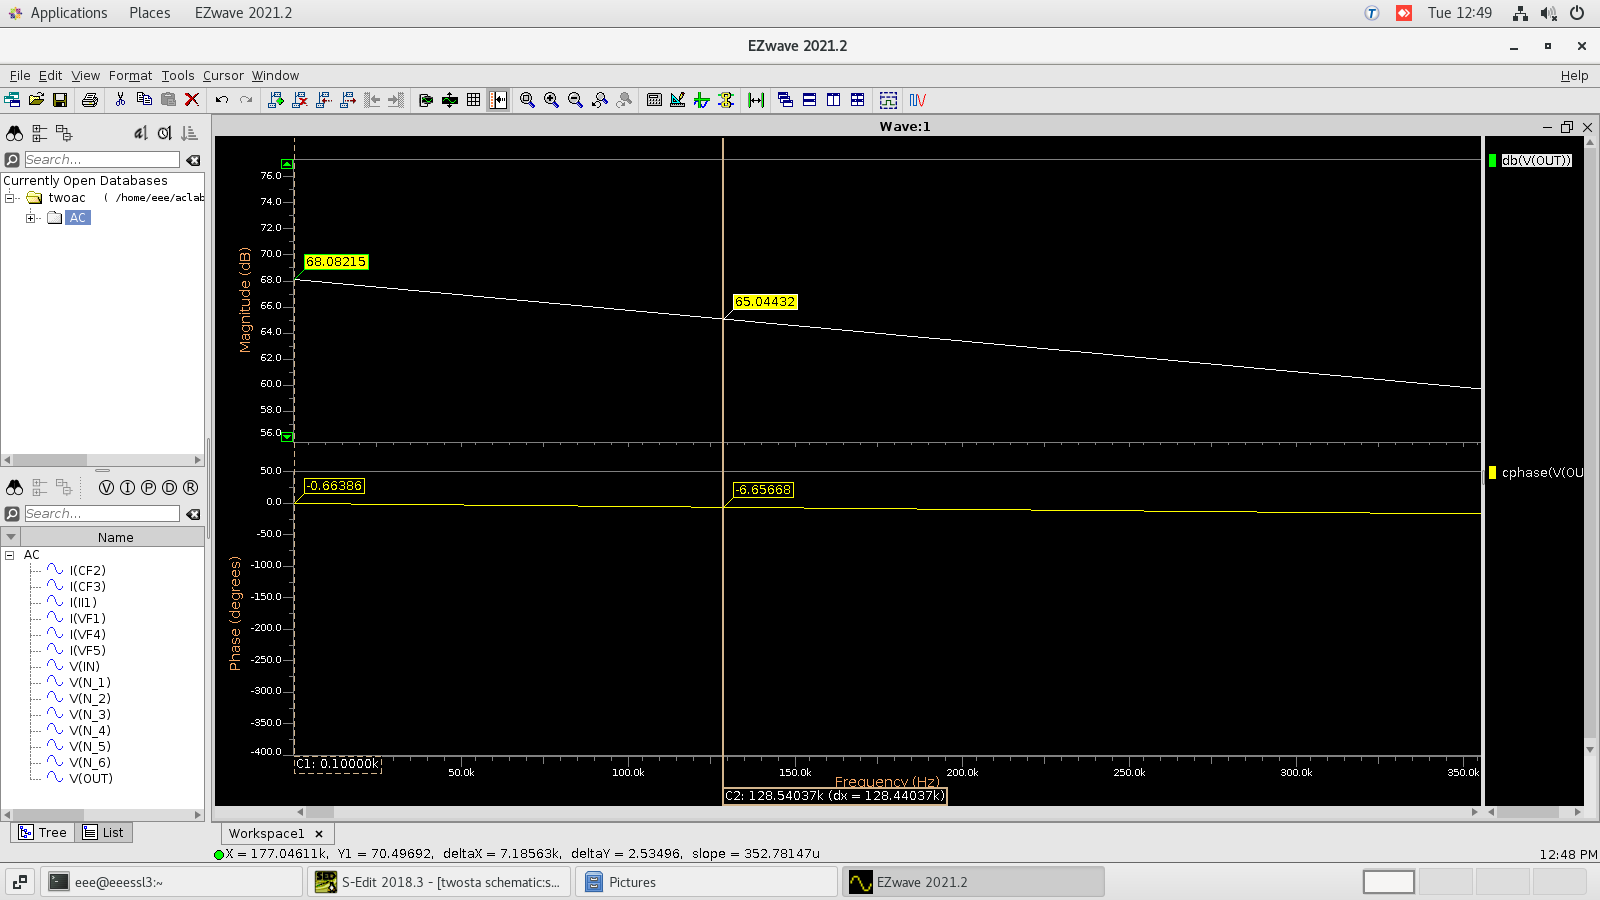 Applications Places EZwave 2021.2 Tue 12:49
EZwave 2021.2
File Edit View Format Tools Cursor Window Help
Wave:1
Search...
Currently Open Databases
twoac ( /home/eee/aclab
AC
Search...
Name
AC
I(CF2)
I(CF3)
I(II1)
I(VF1)
I(VF4)
I(VF5)
V(IN)
V(N_1)
V(N_2)
V(N_3)
V(N_4)
V(N_5)
V(N_6)
V(OUT)
Tree List
Magnitude (dB)
76.0
74.0
72.0
70.0
68.0
66.0
64.0
62.0
60.0
58.0
56.0
68.08215
65.04432
db(V(OUT))
Phase (degrees)
50.0
0.0
-50.0
-100.0
-150.0
-200.0
-250.0
-300.0
-350.0
-400.0
-0.66386
-6.65668
cphase(V(OU
C1: 0.10000k
50.0k 100.0k 150.0k 200.0k 250.0k 300.0k 350.0k
Frequency (Hz)
C2: 128.54037k (dx = 128.44037k)
Workspace1
X = 177.04611k, Y1 = 70.49692, deltaX = 7.18563k, deltaY = 2.53496, slope = 352.78147u
12:48 PM
eee@eeessl3:~ S-Edit 2018.3 - [twosta schematic:s... Pictures EZwave 2021.2